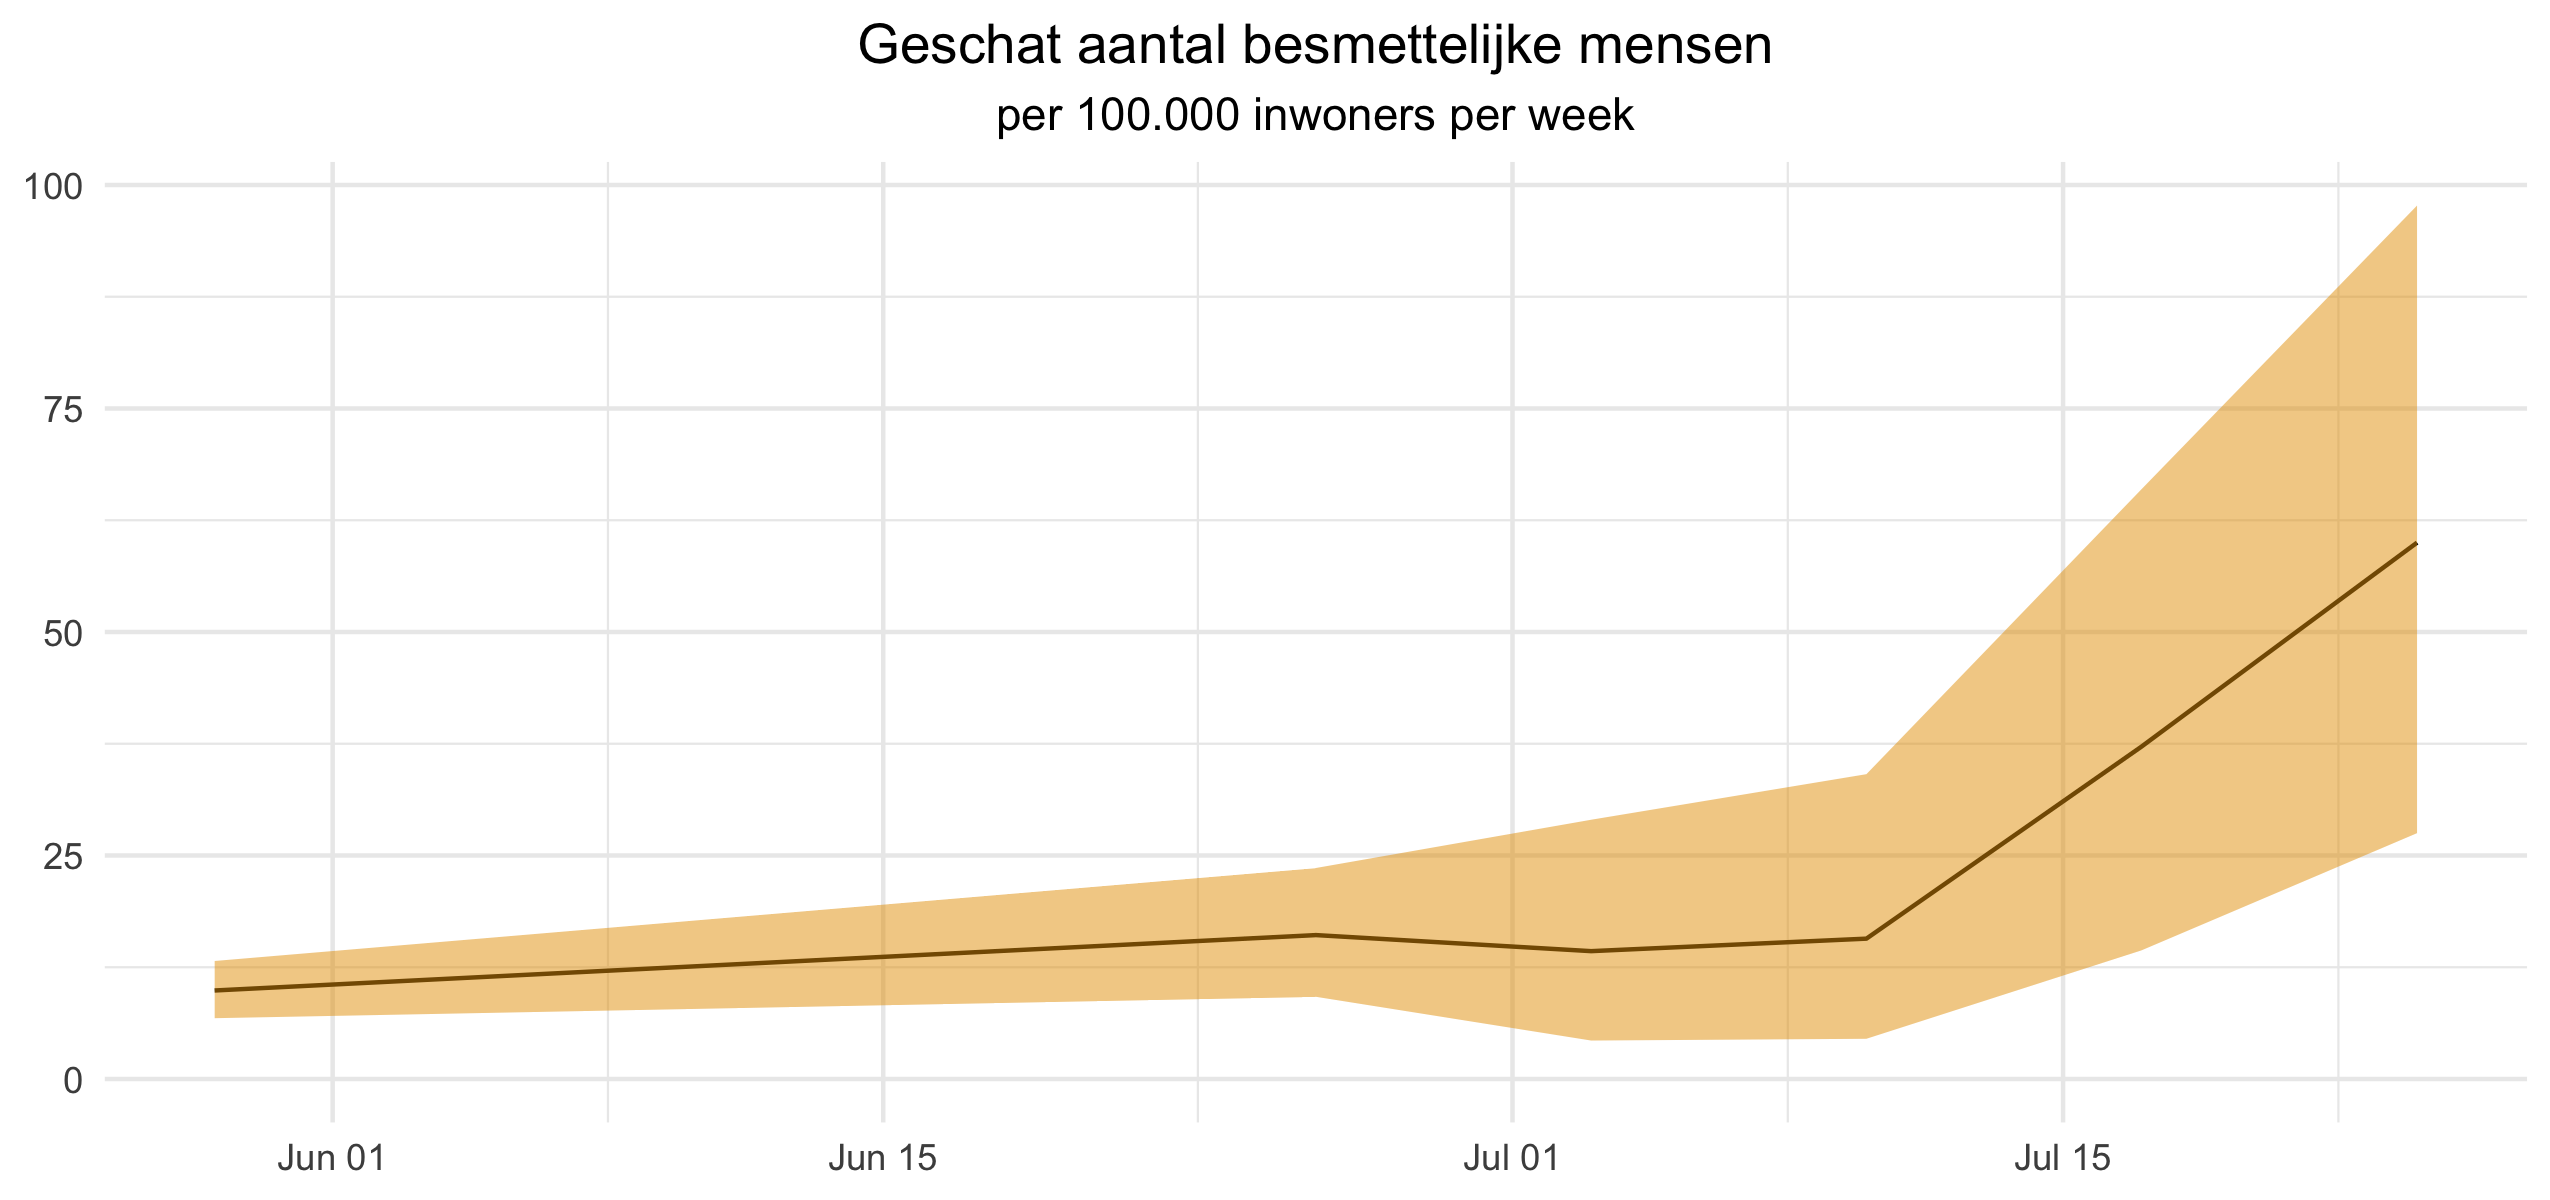 Geschat aantal besmettelijke mensen
per 100.000 inwoners per week
100
75
50
25
0
Jun 01 Jun 15 Jul 01 Jul 15